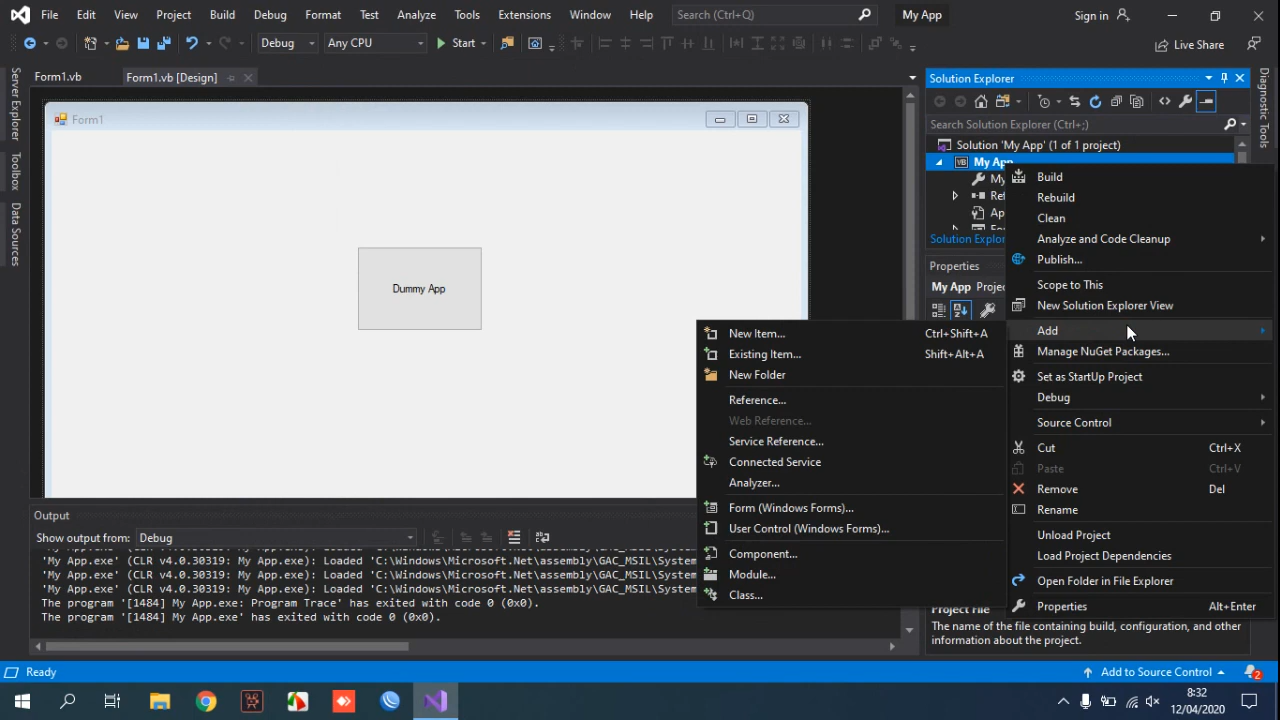 File Edit View Project Build Debug Format Test Analyze Tools Extensions Window Help Search (Ctrl+Q) My App Sign in
Debug Any CPU Start Live Share
Form1.vb Form1.vb [Design] Solution Explorer
Server Explorer
Toolbox
Data Sources
Diagnostic Tools
Form1
Dummy App
Search Solution Explorer (Ctrl+;)
Solution 'My App' (1 of 1 project)
My App
My
Ref
Ap
Solution Explor
Properties
My App Projec
Build
Rebuild
Clean
Analyze and Code Cleanup
Publish...
Scope to This
New Solution Explorer View
Add
Manage NuGet Packages...
Set as StartUp Project
Debug
Source Control
Cut Ctrl+X
Paste Ctrl+V
Remove Del
Rename
Unload Project
Load Project Dependencies
Open Folder in File Explorer
Properties Alt+Enter
New Item... Ctrl+Shift+A
Existing Item... Shift+Alt+A
New Folder
Reference...
Web Reference...
Service Reference...
Connected Service
Analyzer...
Form (Windows Forms)...
User Control (Windows Forms)...
Component...
Module...
Class...
Output
Show output from: Debug
'My App.exe' (CLR v4.0.30319: My App.exe): Loaded 'C:\Windows\Microsoft.Net\assembly\GAC_MSIL\System
'My App.exe' (CLR v4.0.30319: My App.exe): Loaded 'C:\Windows\Microsoft.Net\assembly\GAC_MSIL\System
'My App.exe' (CLR v4.0.30319: My App.exe): Loaded 'C:\Windows\Microsoft.Net\assembly\GAC_MSIL\System
The program '[1484] My App.exe: Program Trace' has exited with code 0 (0x0).
The program '[1484] My App.exe' has exited with code 0 (0x0).
Project File
The name of the file containing build, configuration, and other
information about the project.
Ready Add to Source Control 2
8:32
12/04/2020